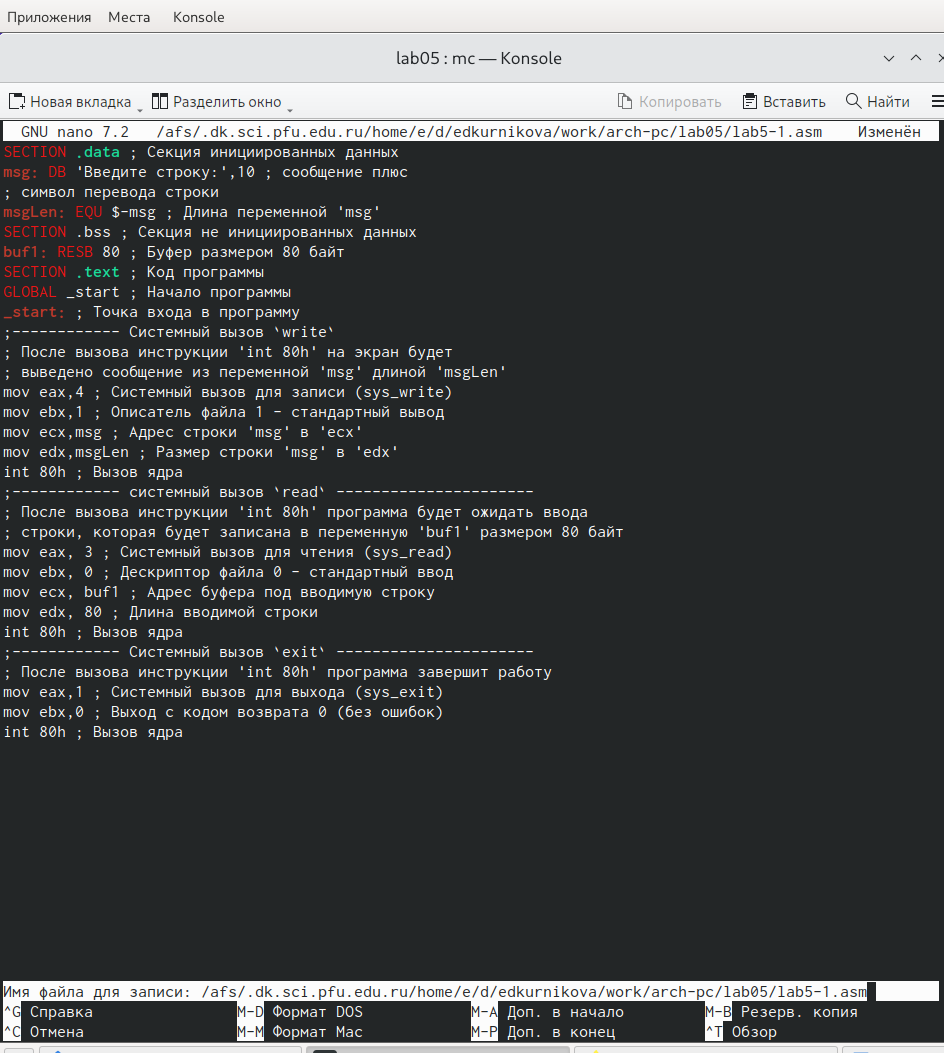 Приложения Места Konsole
lab05 : mc — Konsole
Новая вкладка Разделить окно Копировать Вставить Найти
GNU nano 7.2 /afs/.dk.sci.pfu.edu.ru/home/e/d/edkurnikova/work/arch-pc/lab05/lab5-1.asm Изменён
SECTION .data ; Секция инициированных данных
msg: DB 'Введите строку:',10 ; сообщение плюс
; символ перевода строки
msgLen: EQU $-msg ; Длина переменной 'msg'
SECTION .bss ; Секция не инициированных данных
buf1: RESB 80 ; Буфер размером 80 байт
SECTION .text ; Код программы
GLOBAL _start ; Начало программы
_start: ; Точка входа в программу
;------------ Системный вызов `write`
; После вызова инструкции 'int 80h' на экран будет
; выведено сообщение из переменной 'msg' длиной 'msgLen'
mov eax,4 ; Системный вызов для записи (sys_write)
mov ebx,1 ; Описатель файла 1 - стандартный вывод
mov ecx,msg ; Адрес строки 'msg' в 'ecx'
mov edx,msgLen ; Размер строки 'msg' в 'edx'
int 80h ; Вызов ядра
;------------ системный вызов `read` ----------------------
; После вызова инструкции 'int 80h' программа будет ожидать ввода
; строки, которая будет записана в переменную 'buf1' размером 80 байт
mov eax, 3 ; Системный вызов для чтения (sys_read)
mov ebx, 0 ; Дескриптор файла 0 - стандартный ввод
mov ecx, buf1 ; Адрес буфера под вводимую строку
mov edx, 80 ; Длина вводимой строки
int 80h ; Вызов ядра
;------------ Системный вызов `exit` ----------------------
; После вызова инструкции 'int 80h' программа завершит работу
mov eax,1 ; Системный вызов для выхода (sys_exit)
mov ebx,0 ; Выход с кодом возврата 0 (без ошибок)
int 80h ; Вызов ядра
Имя файла для записи: /afs/.dk.sci.pfu.edu.ru/home/e/d/edkurnikova/work/arch-pc/lab05/lab5-1.asm
^G Справка M-D Формат DOS M-A Доп. в начало M-B Резерв. копия
^C Отмена M-M Формат Mac M-P Доп. в конец ^T Обзор